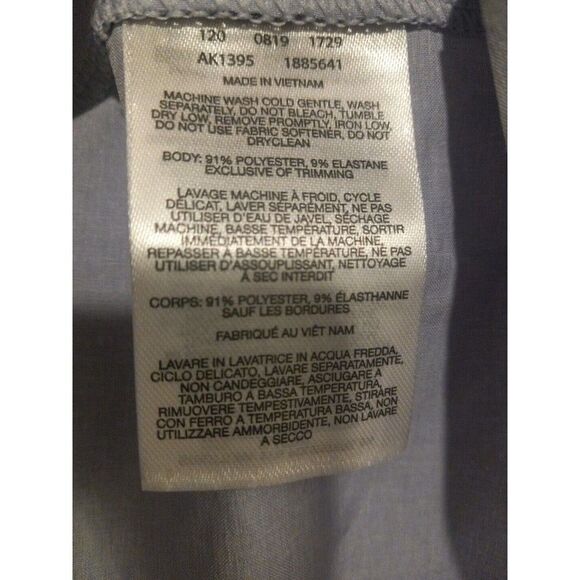 120 0819 1729
AK1395 1885641
MADE IN VIETNAM
MACHINE WASH COLD GENTLE, WASH
SEPARATELY, DO NOT BLEACH, TUMBLE
DRY LOW, REMOVE PROMPTLY, IRON LOW,
DO NOT USE FABRIC SOFTENER, DO NOT
DRYCLEAN
BODY: 91% POLYESTER, 9% ELASTANE
EXCLUSIVE OF TRIMMING
LAVAGE MACHINE À FROID, CYCLE
DÉLICAT, LAVER SÉPARÉMENT, NE PAS
UTILISER D'EAU DE JAVEL, SÉCHAGE
MACHINE, BASSE TEMPÉRATURE, SORTIR
IMMÉDIATEMENT DE LA MACHINE,
REPASSER À BASSE TEMPÉRATURE, NE PAS
UTILISER D'ASSOUPLISSANT, NETTOYAGE
À SEC INTERDIT
CORPS: 91% POLYESTER, 9% ÉLASTHANNE
SAUF LES BORDURES
FABRIQUÉ AU VIÊT NAM
LAVARE IN LAVATRICE IN ACQUA FREDDA,
CICLO DELICATO, LAVARE SEPARATAMENTE,
NON CANDEGGIARE, ASCIUGARE A
TAMBURO A BASSA TEMPERATURA,
RIMUOVERE TEMPESTIVAMENTE, STIRARE
CON FERRO A TEMPERATURA BASSA, NON
UTILIZZARE AMMORBIDENTE, NON LAVARE
A SECCO